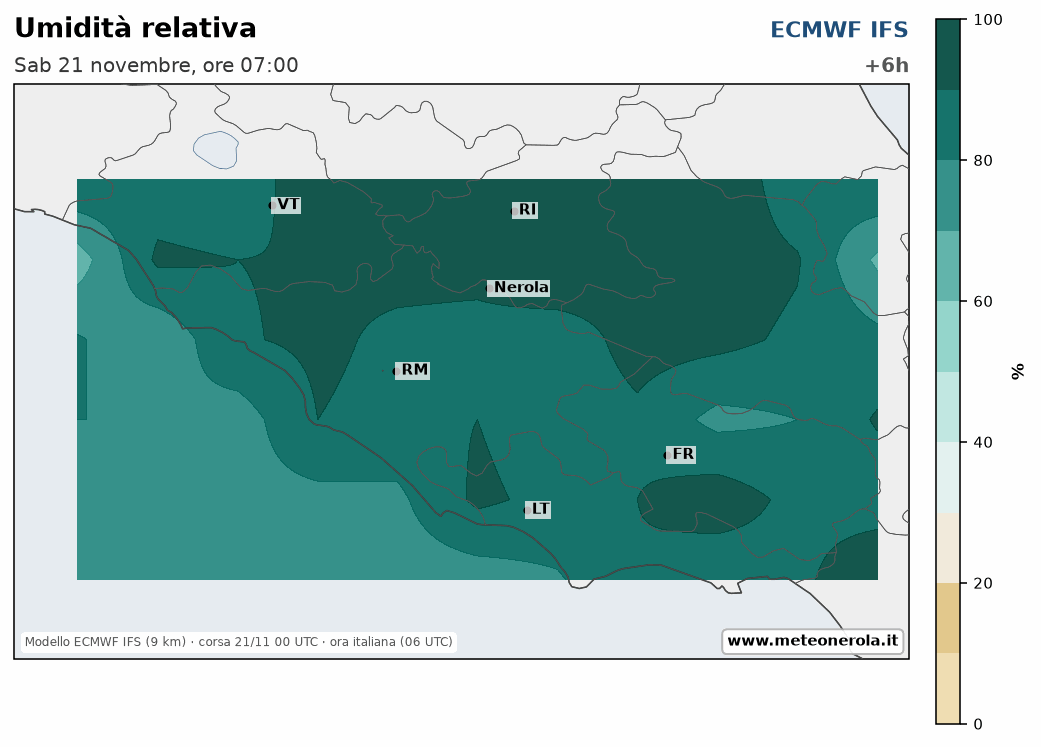 Umidità relativa
ECMWF IFS
Sab 21 novembre, ore 07:00
+6h
100
80
60
%
40
20
0
VT
RI
Nerola
RM
FR
LT
Modello ECMWF IFS (9 km) · corsa 21/11 00 UTC · ora italiana (06 UTC)
www.meteonerola.it